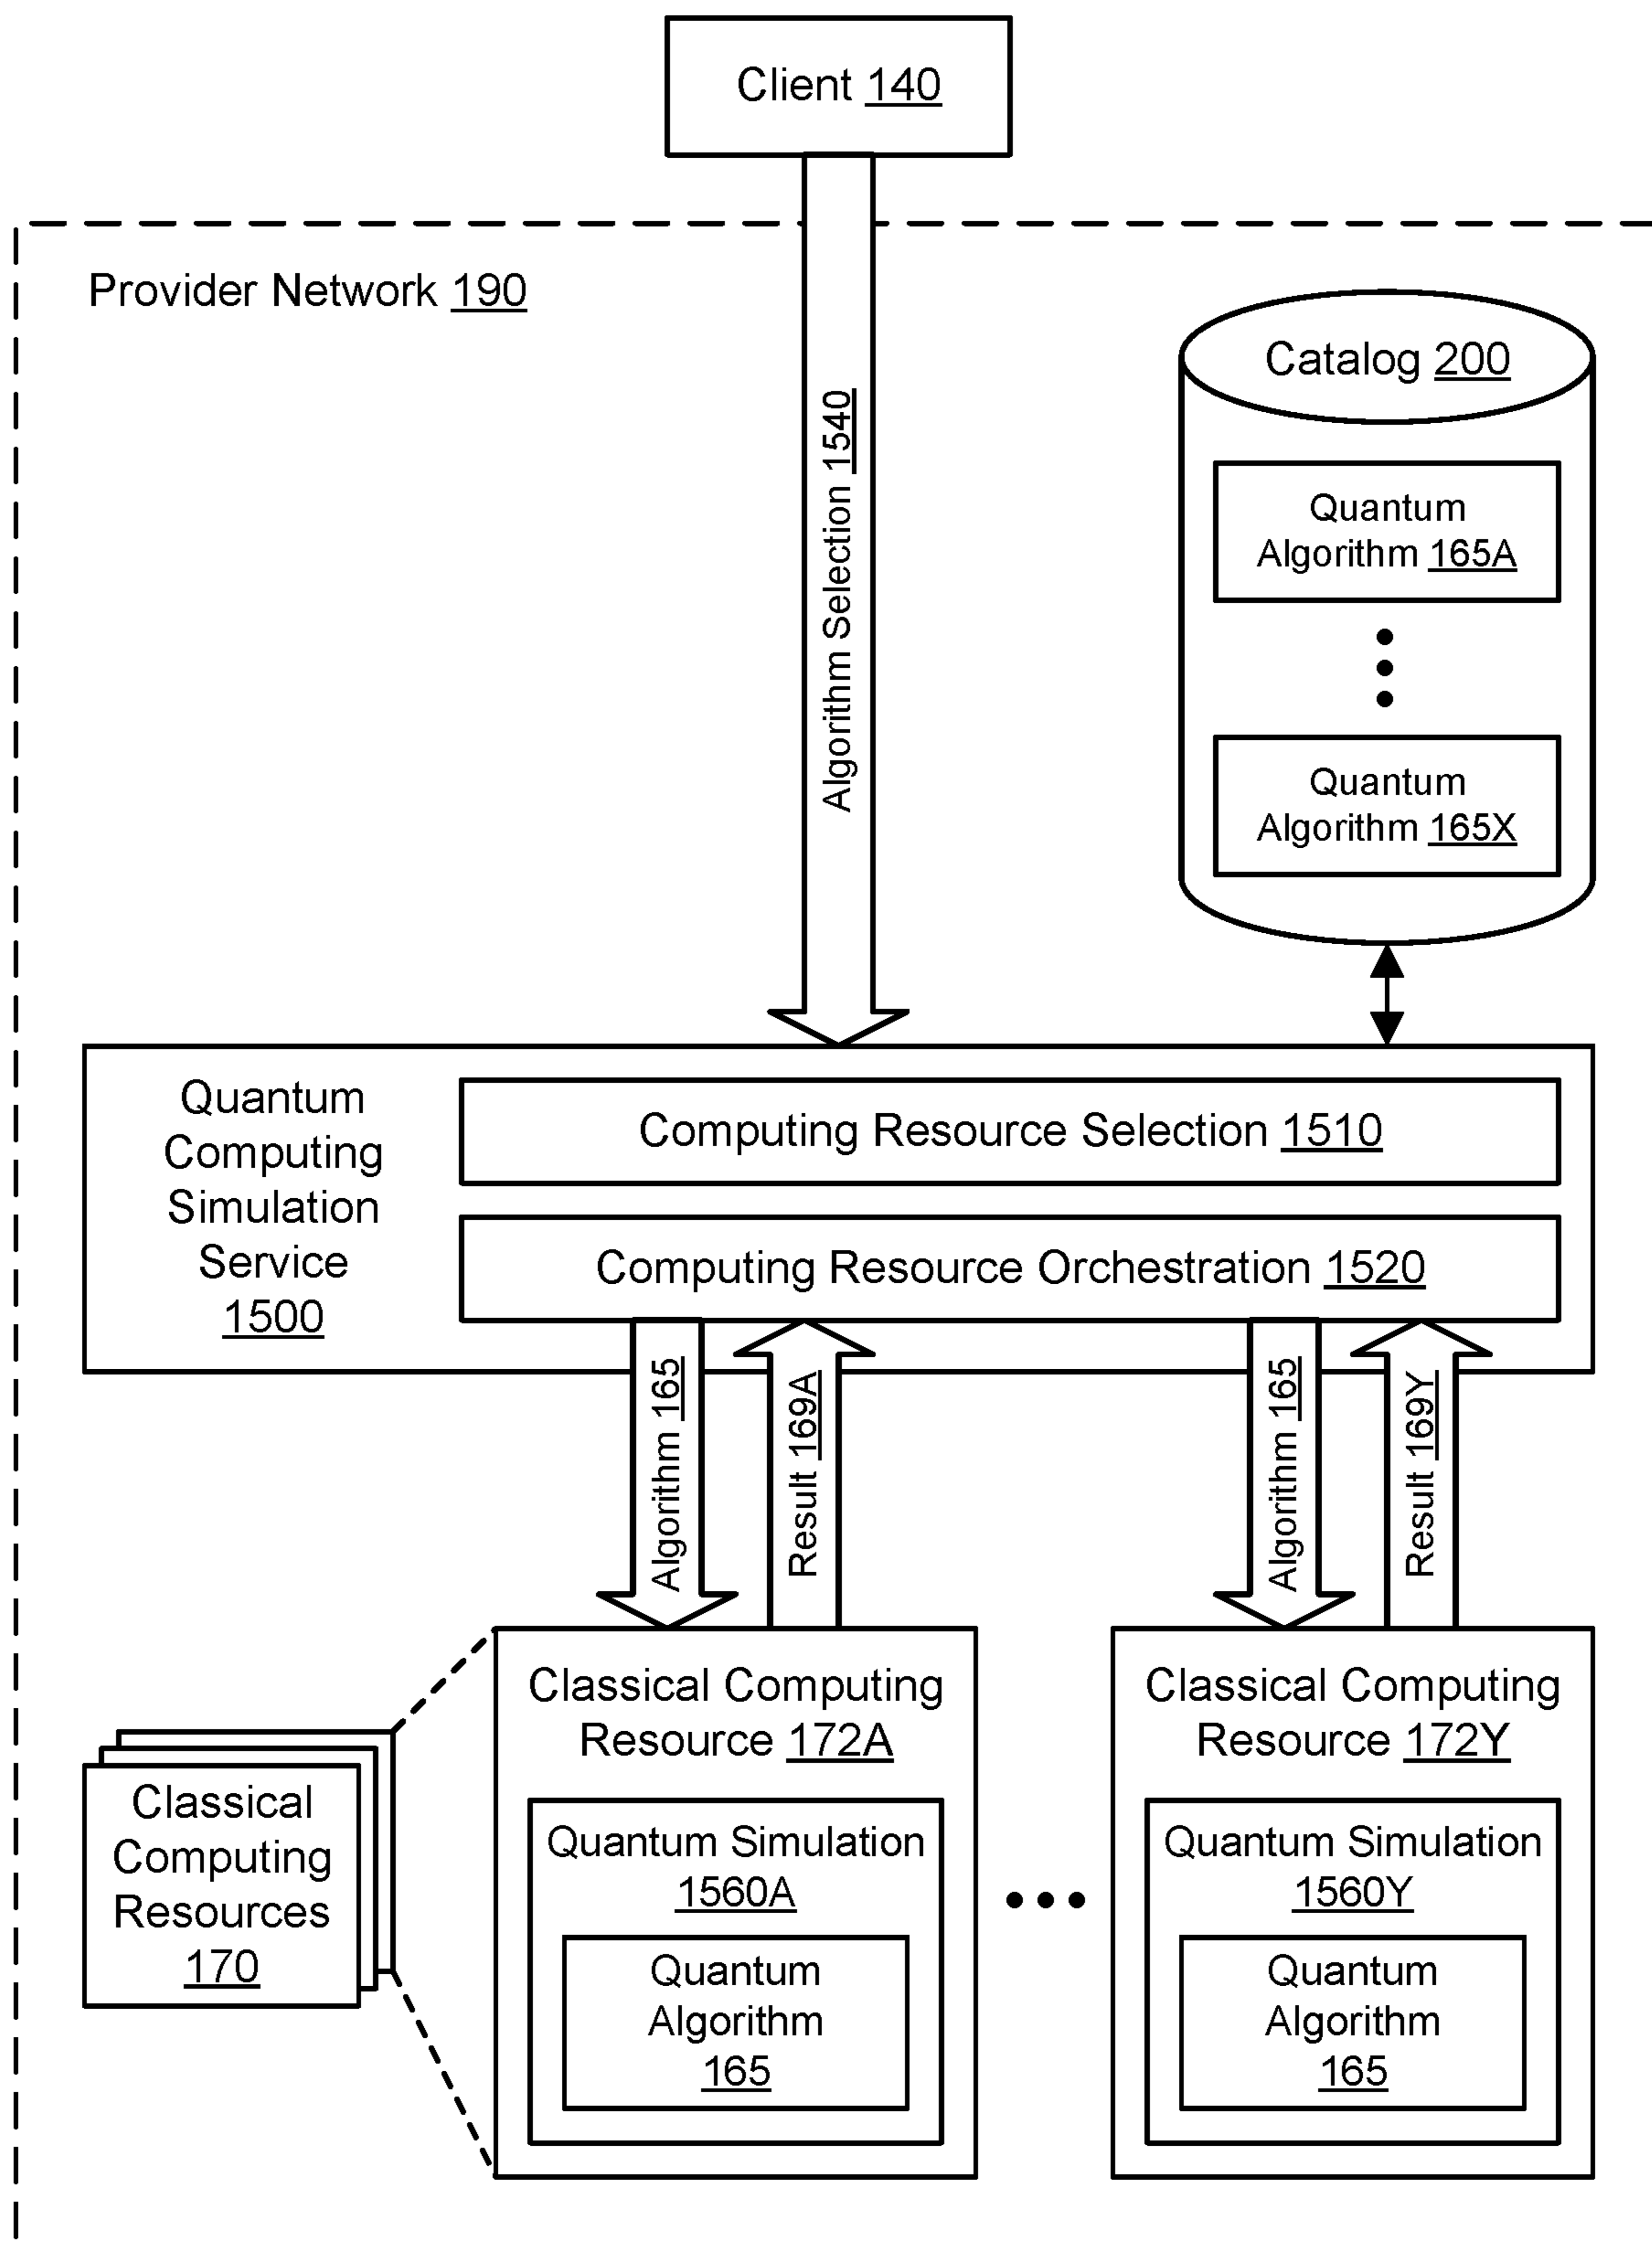 Client 140
Provider Network 190
Algorithm Selection 1540
Catalog 200
Quantum
Algorithm 165A
Quantum
Algorithm 165X
Quantum
Computing
Simulation
Service
1500
Computing Resource Selection 1510
Computing Resource Orchestration 1520
Algorithm 165
Result 169A
Algorithm 165
Result 169Y
Classical
Computing
Resources
170
Classical Computing
Resource 172A
Quantum Simulation
1560A
Quantum
Algorithm
165
Classical Computing
Resource 172Y
Quantum Simulation
1560Y
Quantum
Algorithm
165